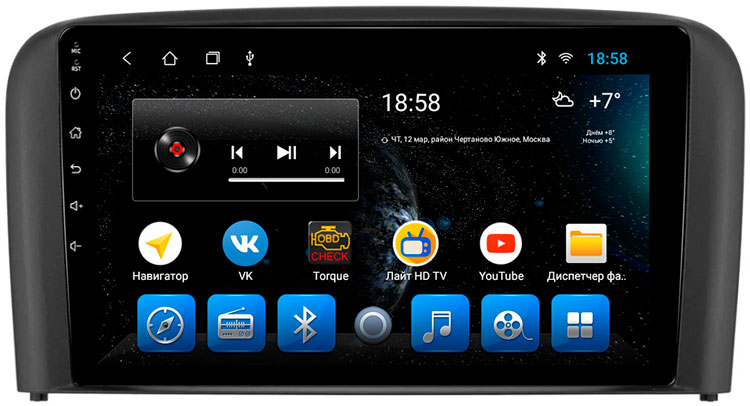 MIC
RST
18:58
18:58
+7°
ЧТ, 12 мар, район Чертаново Южное, Москва
Днём +8°
Ночью +5°
0:00
0:00
OBD
CHECK
Навигатор
VK
Torque
Лайт HD TV
YouTube
Диспетчер фа..